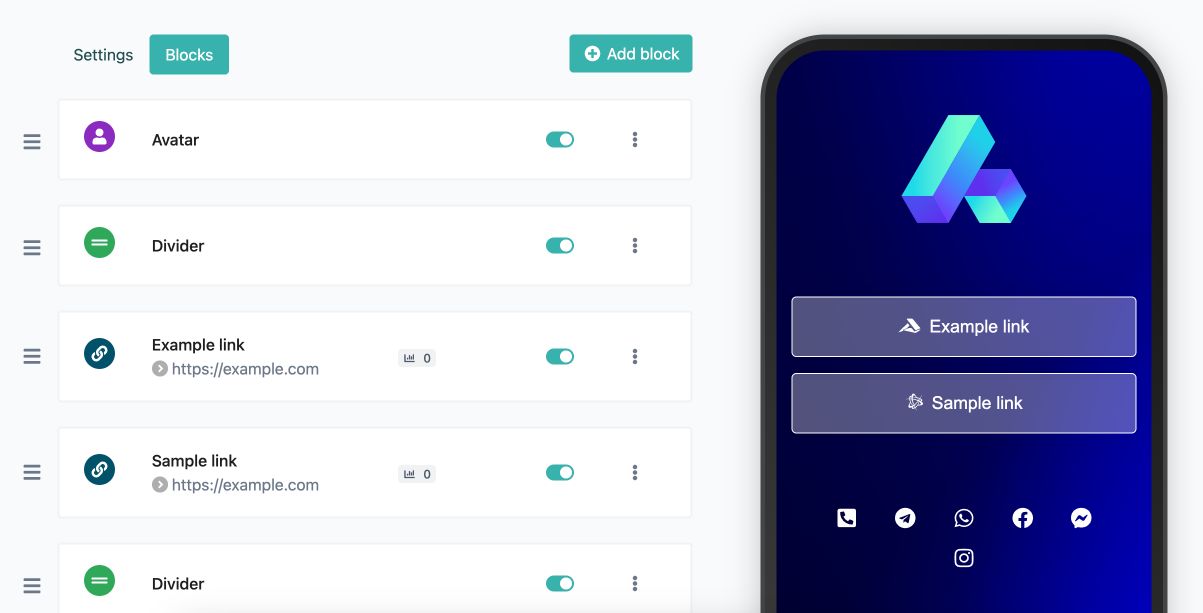 Settings
Blocks
Add block
Avatar
Divider
Example link
https://example.com
0
Sample link
https://example.com
0
Divider
Example link
Sample link